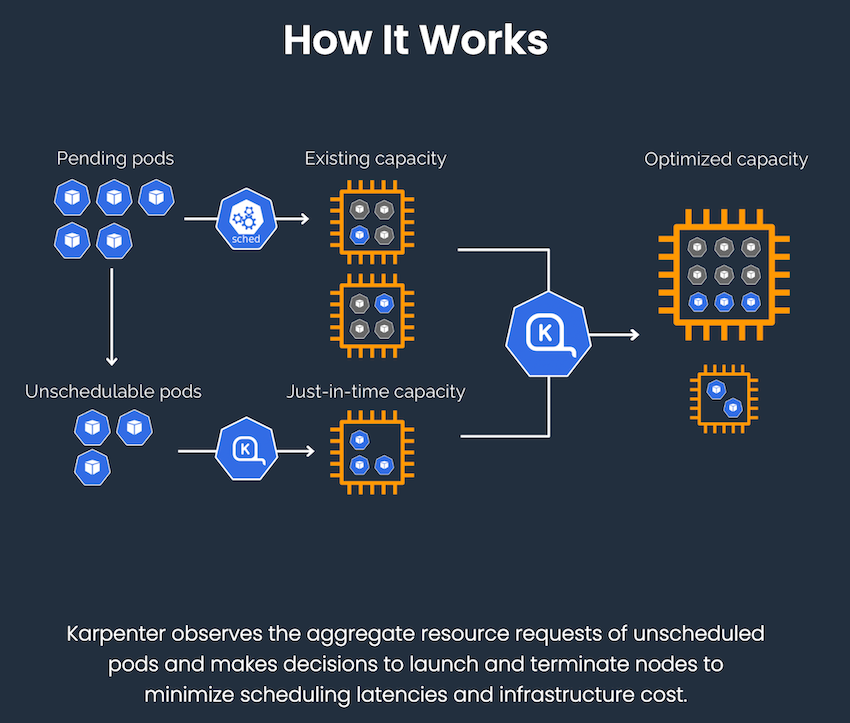 How It Works
Pending pods
Existing capacity
Optimized capacity
sched
K
Unschedulable pods
Just-in-time capacity
K
Karpenter observes the aggregate resource requests of unscheduled
pods and makes decisions to launch and terminate nodes to
minimize scheduling latencies and infrastructure cost.